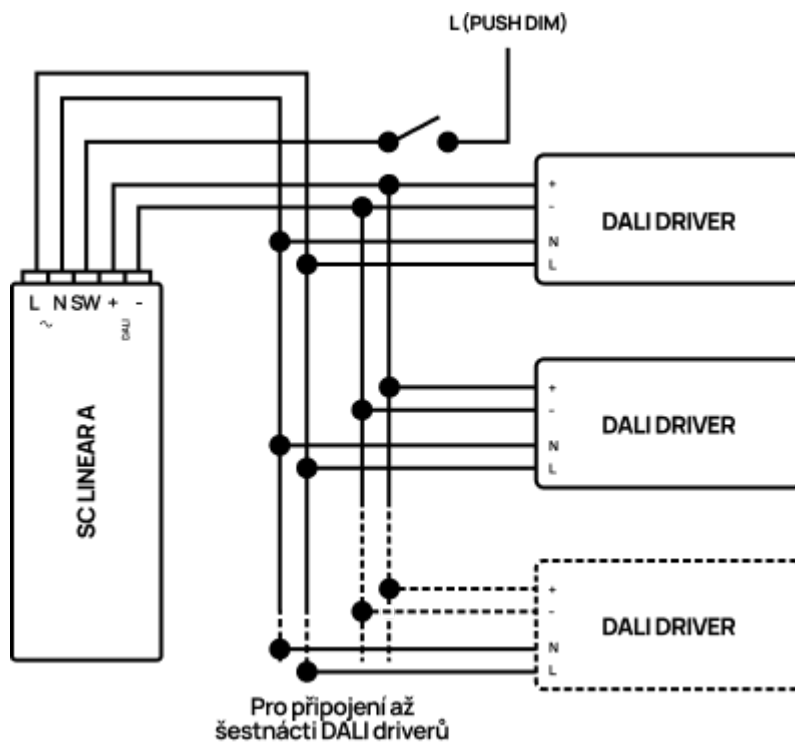 L (PUSH DIM)
+
-
N
L
DALI DRIVER
L N SW + -
~
DALI
SC LINEAR A
+
-
N
L
DALI DRIVER
+
-
N
L
DALI DRIVER
Pro připojení až
šestnácti DALI driverů